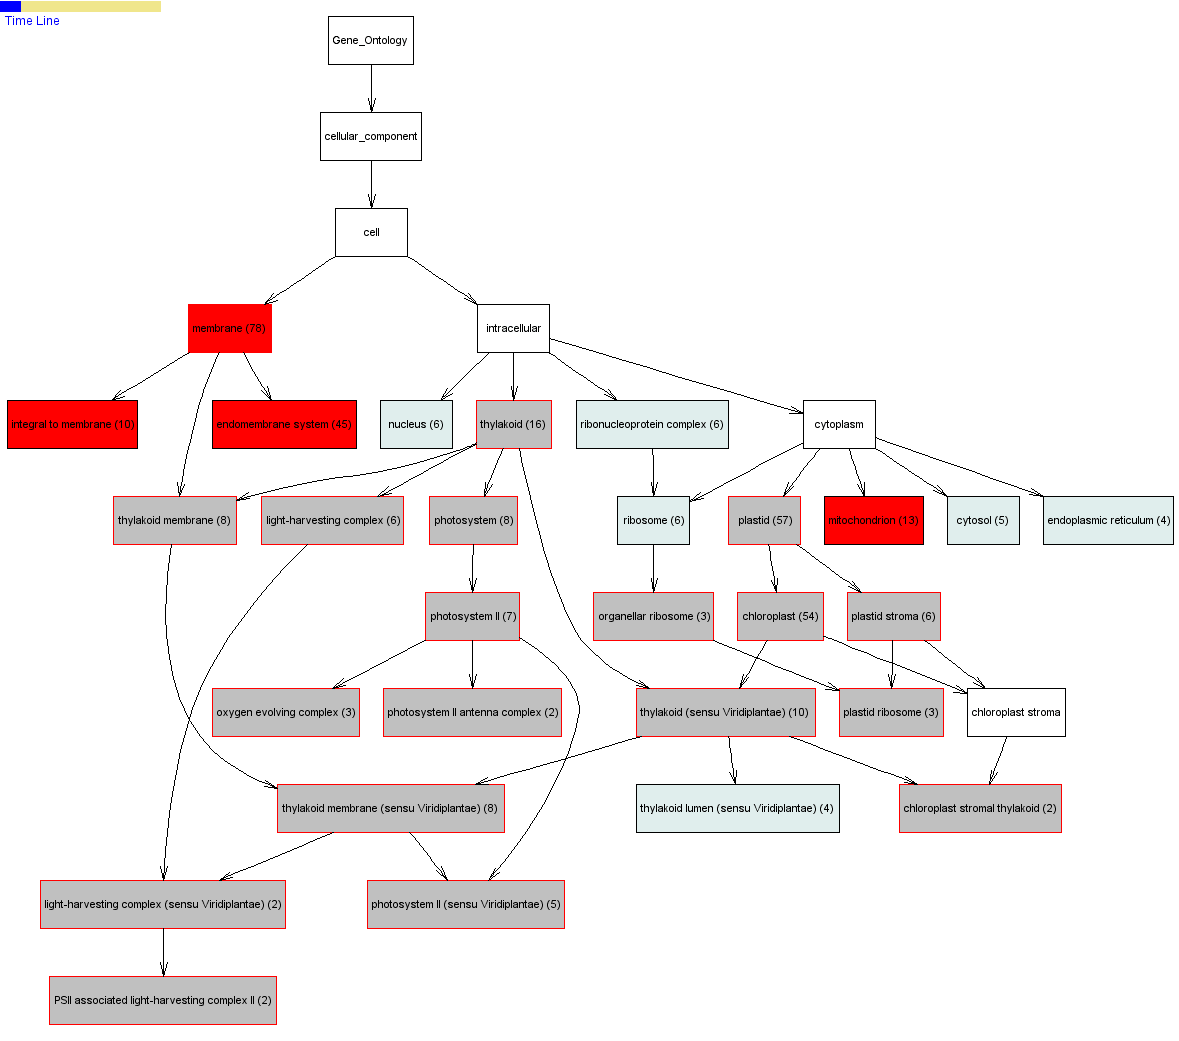 Time Line
Gene_Ontology
cellular_component
cell
membrane (78)
intracellular
integral to membrane (10)
endomembrane system (45)
nucleus (6)
thylakoid (16)
ribonucleoprotein complex (6)
cytoplasm
thylakoid membrane (8)
light-harvesting complex (6)
photosystem (8)
ribosome (6)
plastid (57)
mitochondrion (13)
cytosol (5)
endoplasmic reticulum (4)
photosystem II (7)
organellar ribosome (3)
chloroplast (54)
plastid stroma (6)
oxygen evolving complex (3)
photosystem II antenna complex (2)
thylakoid (sensu Viridiplantae) (10)
plastid ribosome (3)
chloroplast stroma
thylakoid membrane (sensu Viridiplantae) (8)
thylakoid lumen (sensu Viridiplantae) (4)
chloroplast stromal thylakoid (2)
light-harvesting complex (sensu Viridiplantae) (2)
photosystem II (sensu Viridiplantae) (5)
PSII associated light-harvesting complex II (2)